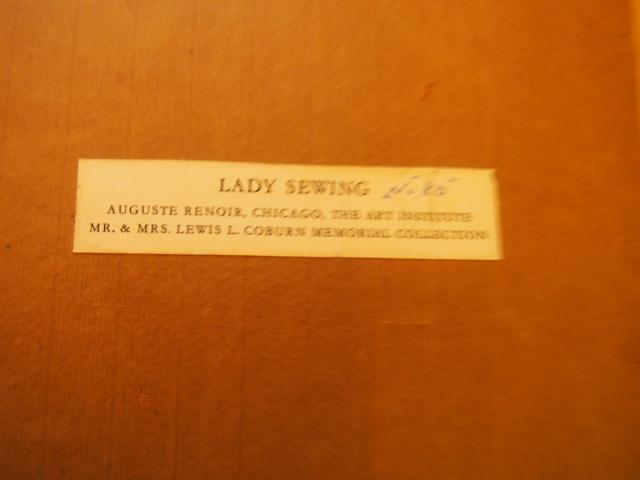 LADY SEWING
AUGUSTE RENOIR, CHICAGO, THE ART INSTITUTE
MR. & MRS. LEWIS L. COBURN MEMORIAL COLLECTION